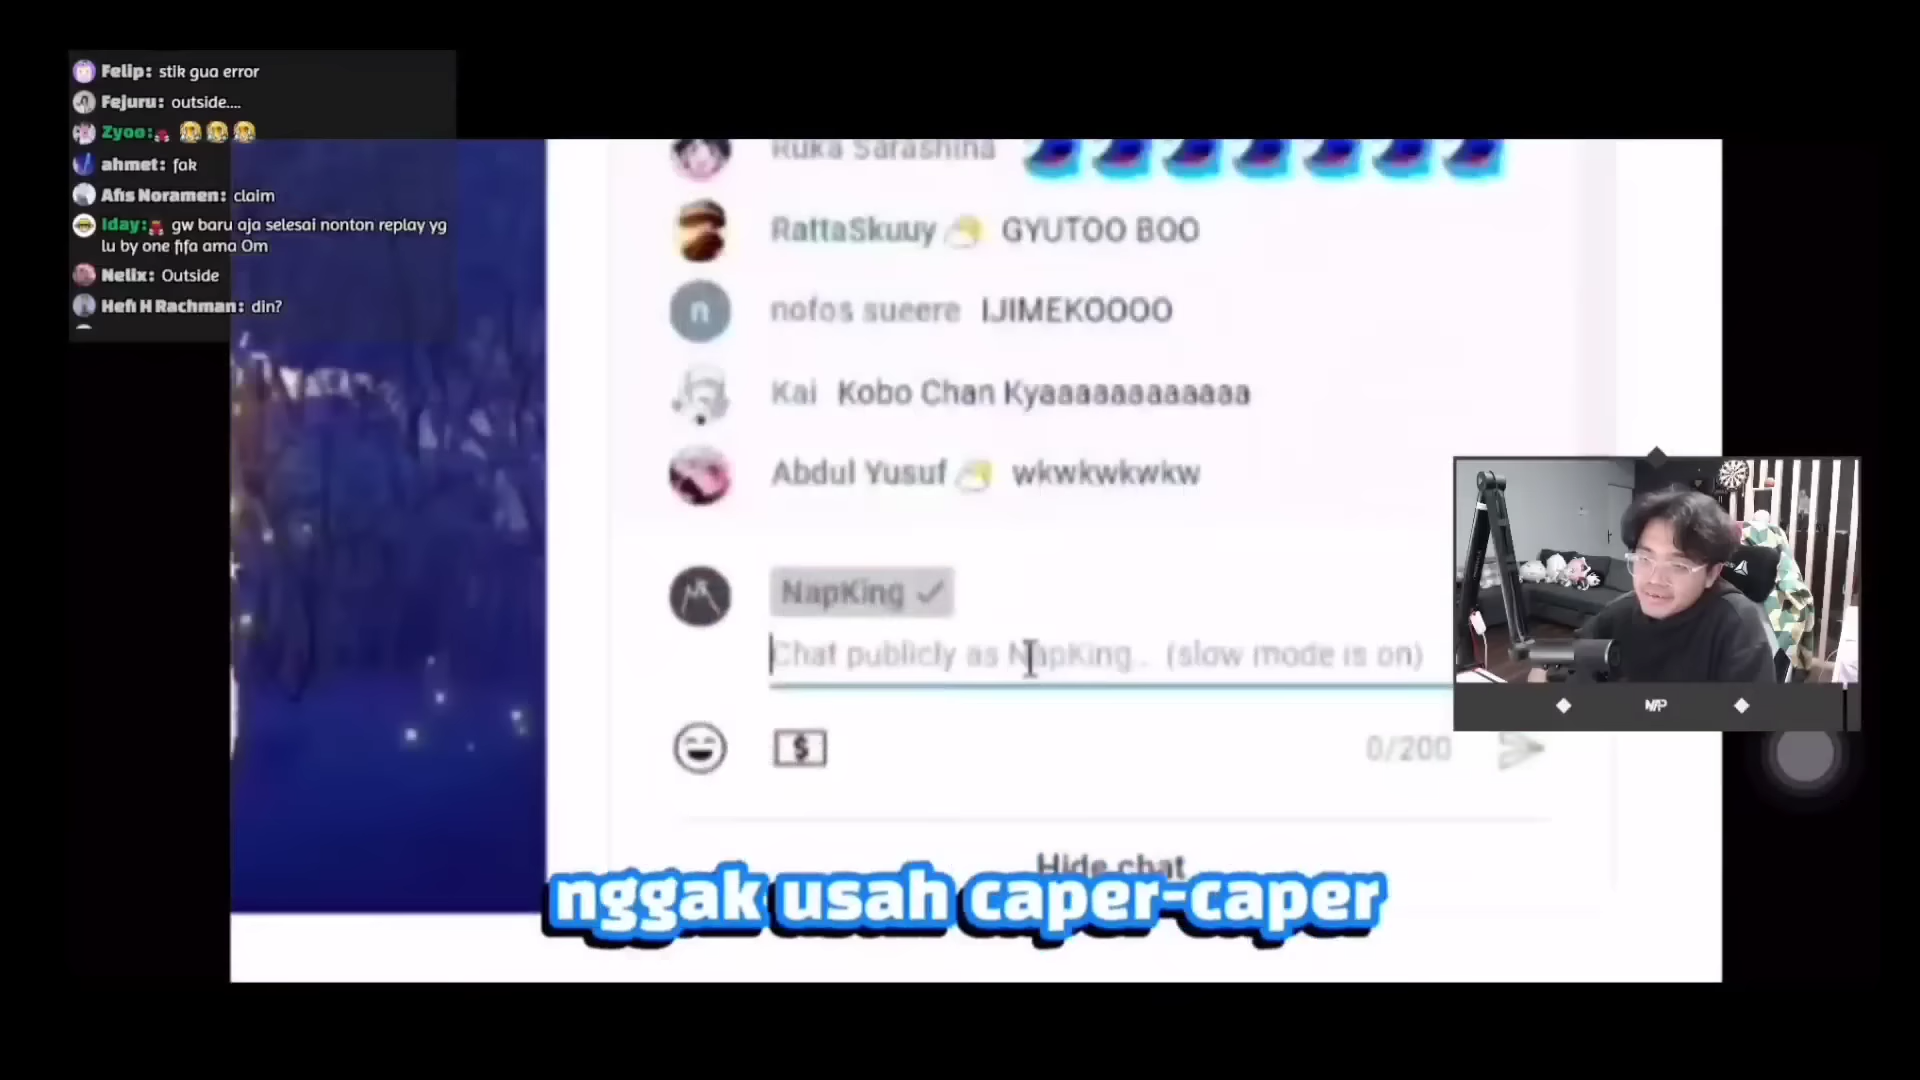 Felip: stik gua error
Fejuru: outside....
Zyoo:
ahmet: fak
Afis Noramen: claim
Iday: gw baru aja selesai nonton replay yg
lu by one fifa ama Om
Nelix: Outside
Hefi H Rachman: din?
Ruka Sarashina
RattaSkuuy GYUTOO BOO
n nofos sueere IJIMEKOOOO
Kai Kobo Chan Kyaaaaaaaaaaaa
Abdul Yusuf wkwkwkwkw
NapKing
Chat publicly as NapKing... (slow mode is on)
$ 0/200
Hide chat
nggak usah caper-caper
NAP